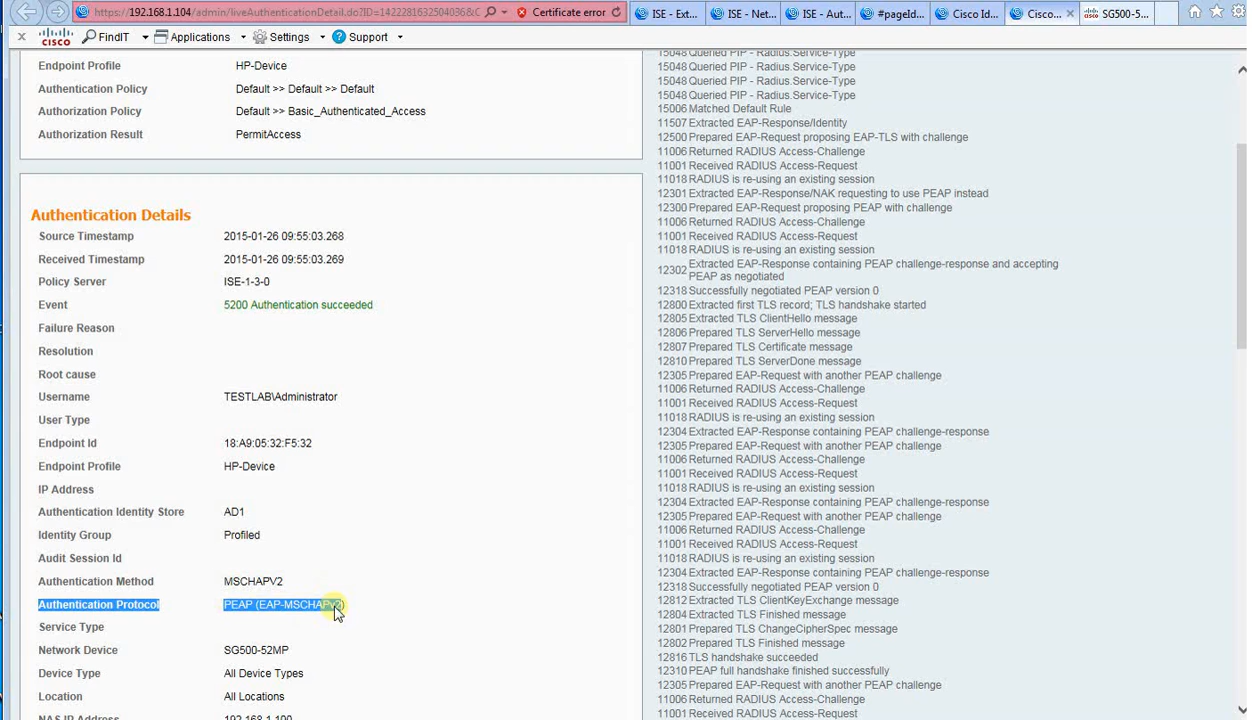 https://192.168.1.104/admin/liveAuthenticationDetail.do?ID=1422281632504036&C
Certificate error
ISE - Ext...
ISE - Net...
ISE - Aut...
#pageId...
Cisco Id...
Cisco...
SG500-5...
x
CISCO
FindIT
Applications
Settings
Support
Endpoint Profile HP-Device
Authentication Policy Default >> Default >> Default
Authorization Policy Default >> Basic_Authenticated_Access
Authorization Result PermitAccess
Authentication Details
Source Timestamp 2015-01-26 09:55:03.268
Received Timestamp 2015-01-26 09:55:03.269
Policy Server ISE-1-3-0
Event 5200 Authentication succeeded
Failure Reason
Resolution
Root cause
Username TESTLAB\Administrator
User Type
Endpoint Id 18:A9:05:32:F5:32
Endpoint Profile HP-Device
IP Address
Authentication Identity Store AD1
Identity Group Profiled
Audit Session Id
Authentication Method MSCHAPV2
Authentication Protocol PEAP (EAP-MSCHAPv2)
Service Type
Network Device SG500-52MP
Device Type All Device Types
Location All Locations
NAS IP Address 192.168.1.100
15048 Queried PIP - Radius.Service-Type
15048 Queried PIP - Radius.Service-Type
15048 Queried PIP - Radius.Service-Type
15048 Queried PIP - Radius.Service-Type
15006 Matched Default Rule
11507 Extracted EAP-Response/Identity
12500 Prepared EAP-Request proposing EAP-TLS with challenge
11006 Returned RADIUS Access-Challenge
11001 Received RADIUS Access-Request
11018 RADIUS is re-using an existing session
12301 Extracted EAP-Response/NAK requesting to use PEAP instead
12300 Prepared EAP-Request proposing PEAP with challenge
11006 Returned RADIUS Access-Challenge
11001 Received RADIUS Access-Request
11018 RADIUS is re-using an existing session
12302 Extracted EAP-Response containing PEAP challenge-response and accepting
PEAP as negotiated
12318 Successfully negotiated PEAP version 0
12800 Extracted first TLS record; TLS handshake started
12805 Extracted TLS ClientHello message
12806 Prepared TLS ServerHello message
12807 Prepared TLS Certificate message
12810 Prepared TLS ServerDone message
12305 Prepared EAP-Request with another PEAP challenge
11006 Returned RADIUS Access-Challenge
11001 Received RADIUS Access-Request
11018 RADIUS is re-using an existing session
12304 Extracted EAP-Response containing PEAP challenge-response
12305 Prepared EAP-Request with another PEAP challenge
11006 Returned RADIUS Access-Challenge
11001 Received RADIUS Access-Request
11018 RADIUS is re-using an existing session
12304 Extracted EAP-Response containing PEAP challenge-response
12305 Prepared EAP-Request with another PEAP challenge
11006 Returned RADIUS Access-Challenge
11001 Received RADIUS Access-Request
11018 RADIUS is re-using an existing session
12304 Extracted EAP-Response containing PEAP challenge-response
12318 Successfully negotiated PEAP version 0
12812 Extracted TLS ClientKeyExchange message
12804 Extracted TLS Finished message
12801 Prepared TLS ChangeCipherSpec message
12802 Prepared TLS Finished message
12816 TLS handshake succeeded
12310 PEAP full handshake finished successfully
12305 Prepared EAP-Request with another PEAP challenge
11006 Returned RADIUS Access-Challenge
11001 Received RADIUS Access-Request